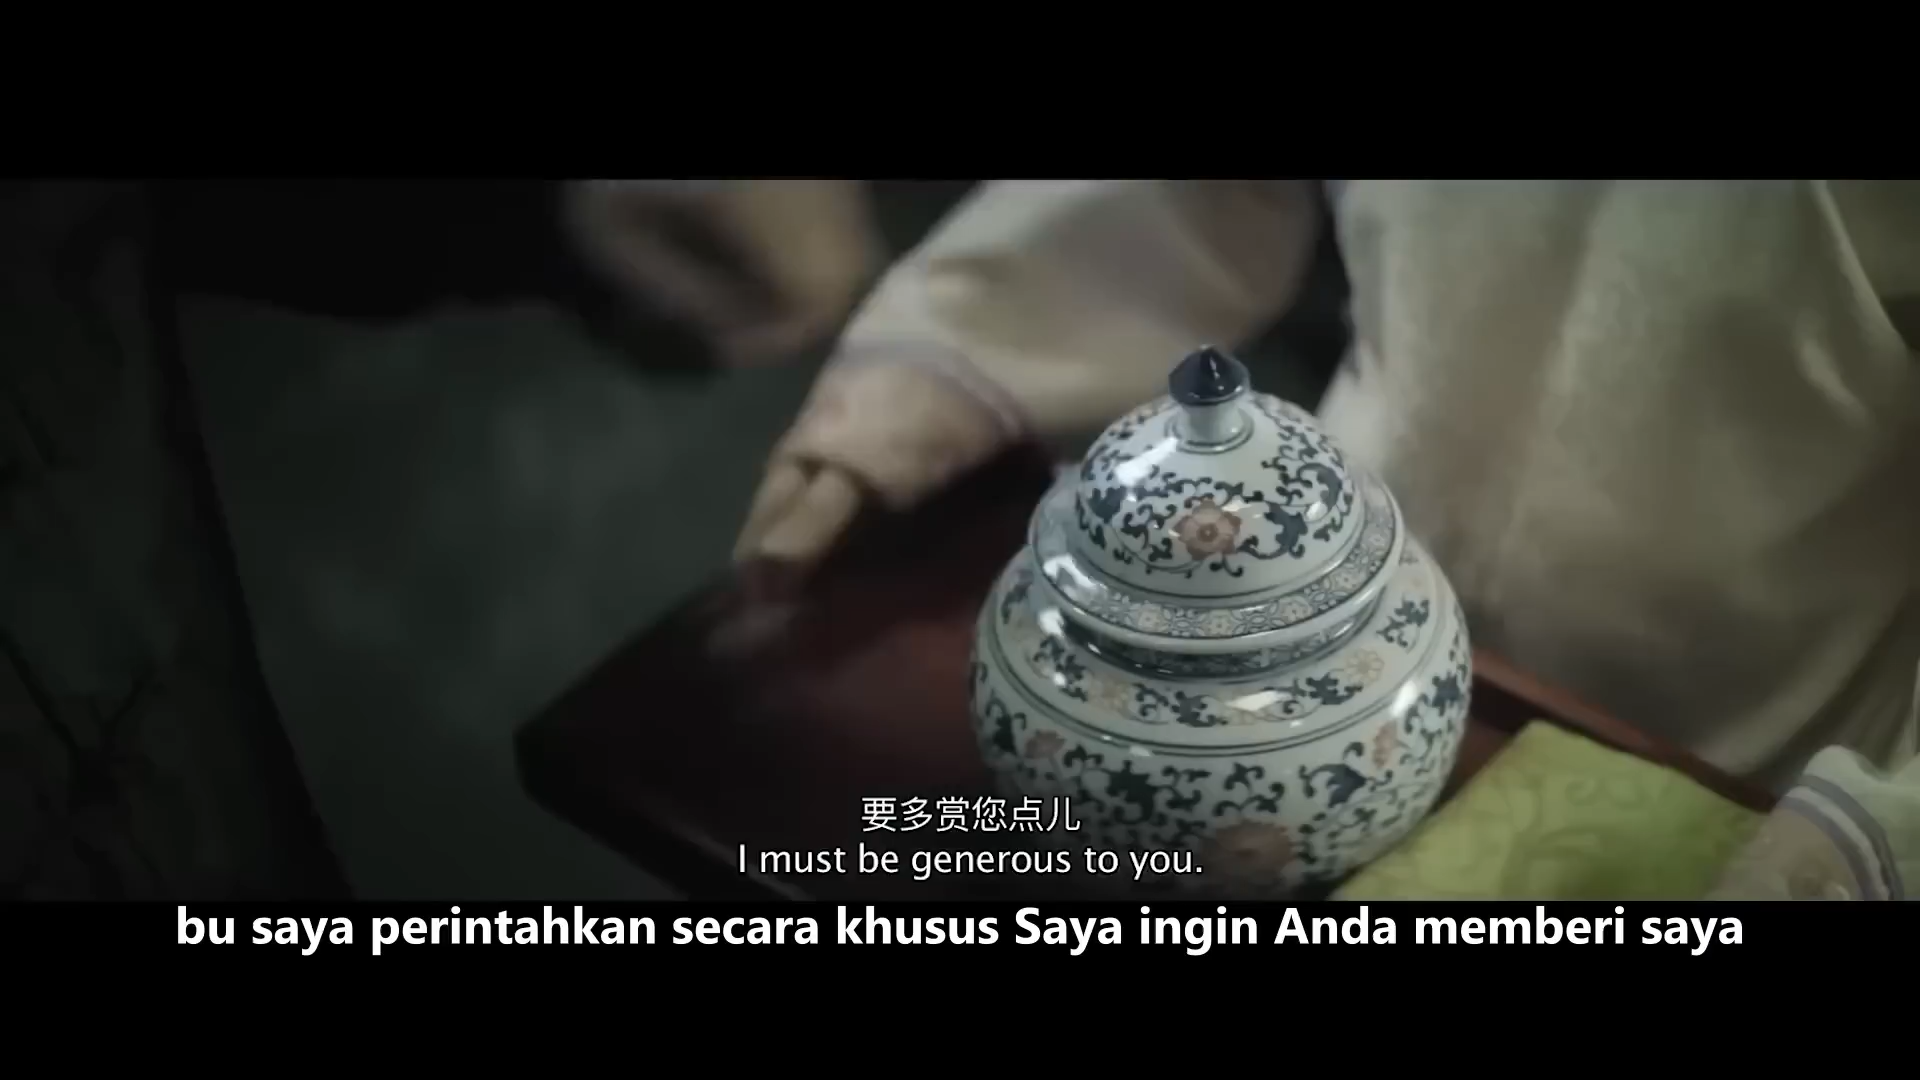 要多赏您点儿
I must be generous to you.
bu saya perintahkan secara khusus Saya ingin Anda memberi saya